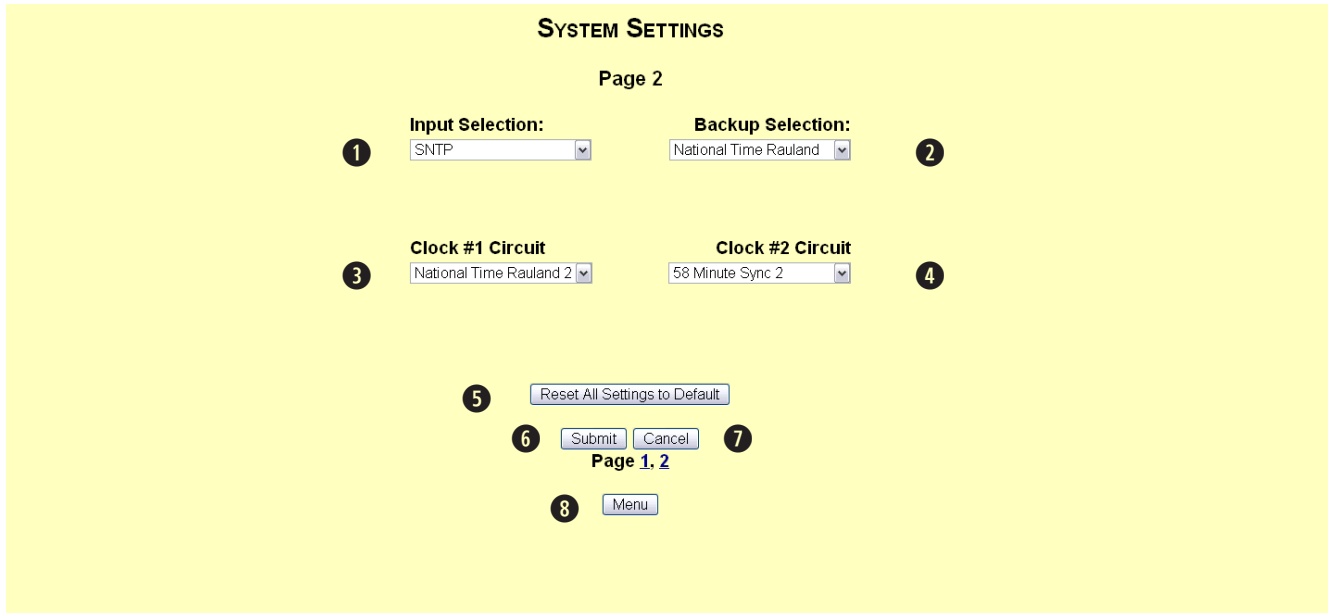 SYSTEM SETTINGS
Page 2
Input Selection: Backup Selection:
1 SNTP National Time Rauland 2
Clock #1 Circuit Clock #2 Circuit
3 National Time Rauland 2 58 Minute Sync 2 4
5 Reset All Settings to Default
6 Submit Cancel 7
Page 1, 2
8 Menu